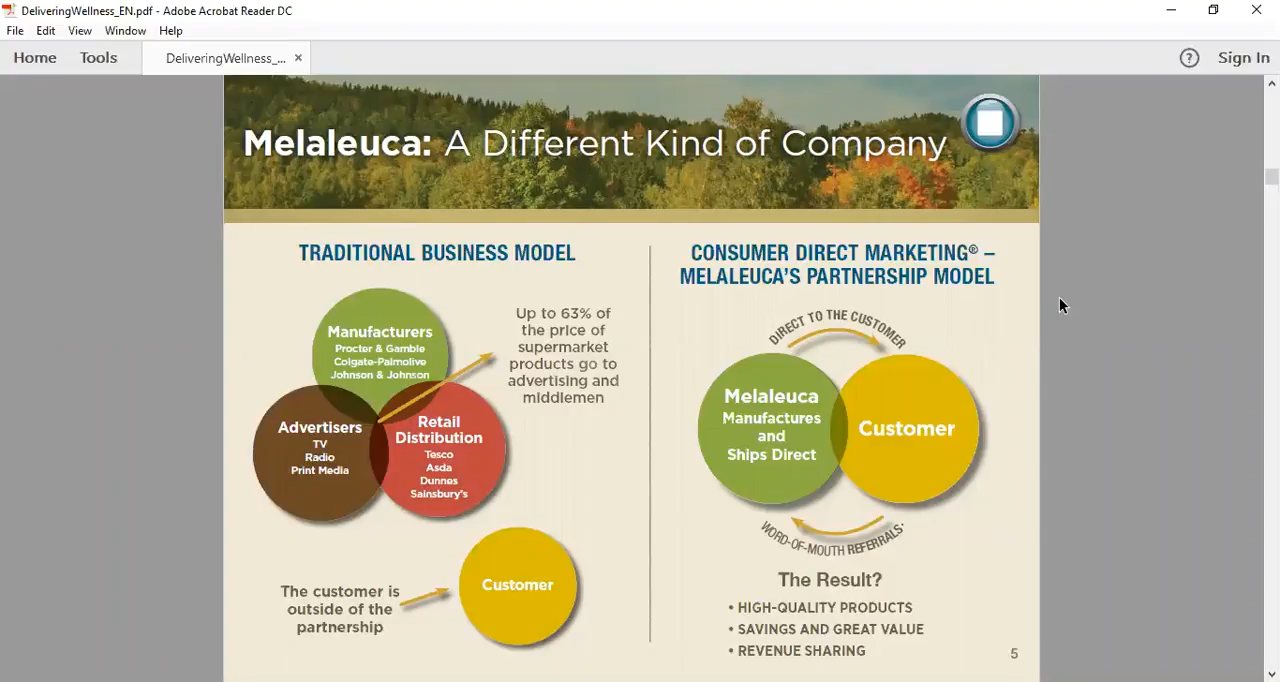 DeliveringWellness_EN.pdf - Adobe Acrobat Reader DC
File Edit View Window Help
Home Tools DeliveringWellness_... × ? Sign In
Melaleuca: A Different Kind of Company
TRADITIONAL BUSINESS MODEL
Manufacturers
Procter & Gamble
Colgate-Palmolive
Johnson & Johnson
Advertisers
TV
Radio
Print Media
Retail
Distribution
Tesco
Asda
Dunnes
Sainsbury's
Up to 63% of
the price of
supermarket
products go to
advertising and
middlemen
The customer is
outside of the
partnership
Customer
CONSUMER DIRECT MARKETING® –
MELALEUCA'S PARTNERSHIP MODEL
DIRECT TO THE CUSTOMER
Melaleuca
Manufactures
and
Ships Direct
Customer
WORD-OF-MOUTH REFERRALS
The Result?
• HIGH-QUALITY PRODUCTS
• SAVINGS AND GREAT VALUE
• REVENUE SHARING
5